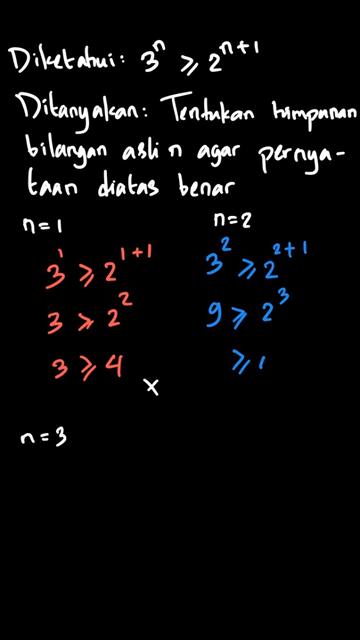 Diketahui: 3^n ≥ 2^{n+1}
Ditanyakan: Tentukan himpunan
bilangan asli n agar pernya-
taan diatas benar
n=1
3^1 ≥ 2^{1+1}
3 ≥ 2^2
3 ≥ 4
×
n=2
3^2 ≥ 2^{2+1}
9 ≥ 2^3
≥ 1
n=3